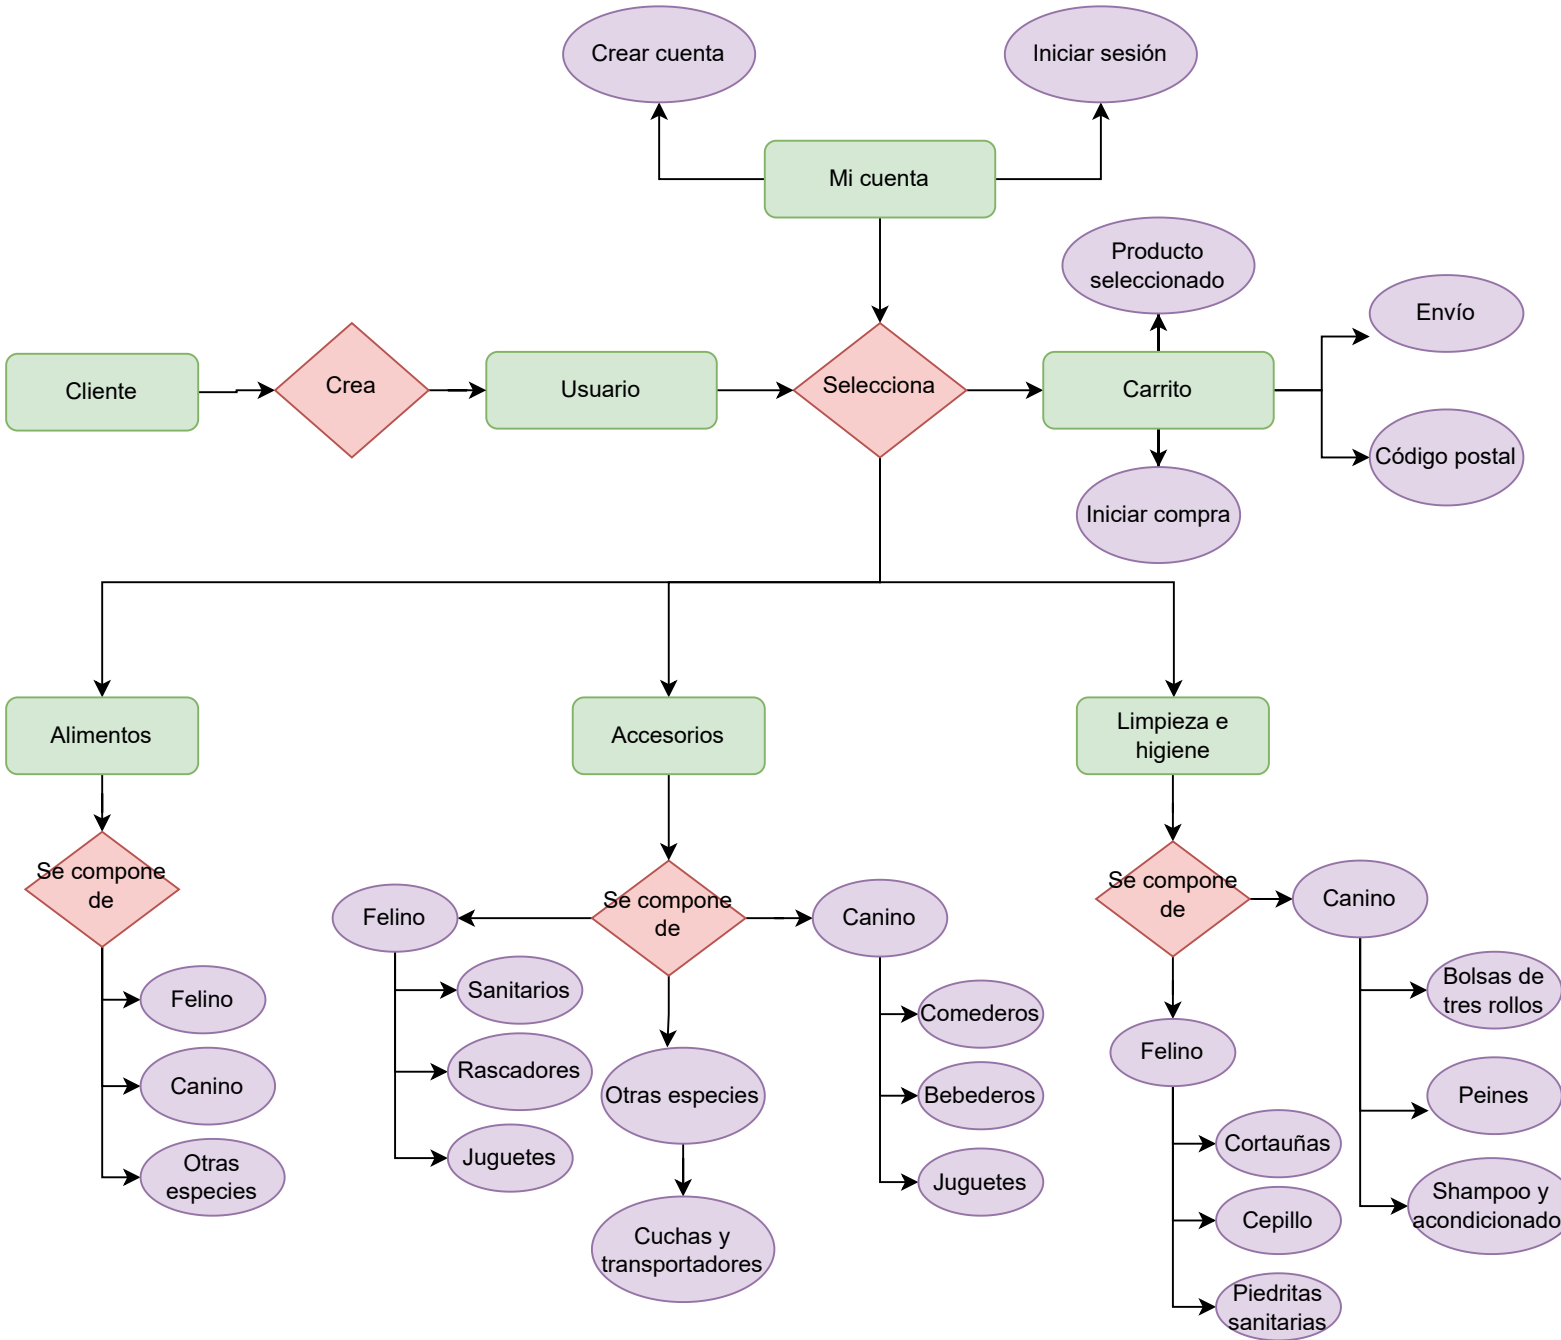 Crear cuenta
Iniciar sesión
Mi cuenta
Producto
seleccionado
Envío
Cliente
Crea
Usuario
Selecciona
Carrito
Código postal
Iniciar compra
Alimentos
Accesorios
Limpieza e
higiene
Se compone
de
Felino
Canino
Otras
especies
Se compone
de
Felino
Sanitarios
Rascadores
Juguetes
Otras especies
Cuchas y
transportadores
Canino
Comederos
Bebederos
Juguetes
Se compone
de
Felino
Cortauñas
Cepillo
Piedritas
sanitarias
Canino
Bolsas de
tres rollos
Peines
Shampoo y
acondicionado